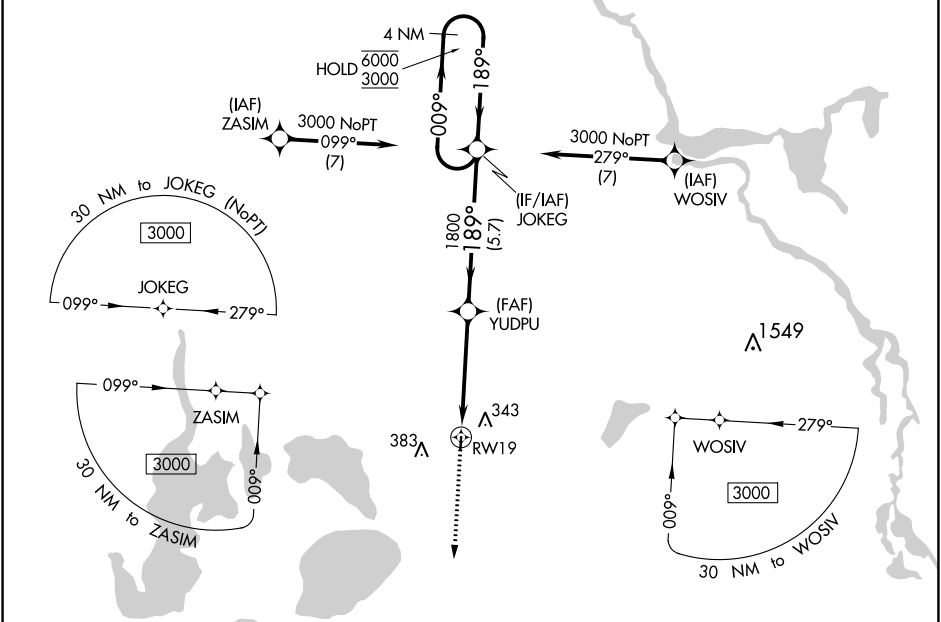 4 NM
HOLD 6000
3000
189°
009°
(IAF)
ZASIM
3000 NoPT
099°
(7)
3000 NoPT
279°
(7)
(IAF)
WOSIV
(IF/IAF)
JOKEG
1800
189°
(5.7)
30 NM to JOKEG (NoPT)
3000
JOKEG
099°
279°
(FAF)
YUDPU
1549
099°
ZASIM
3000
009°
30 NM to ZASIM
343
383
RW19
279°
WOSIV
3000
009°
30 NM to WOSIV